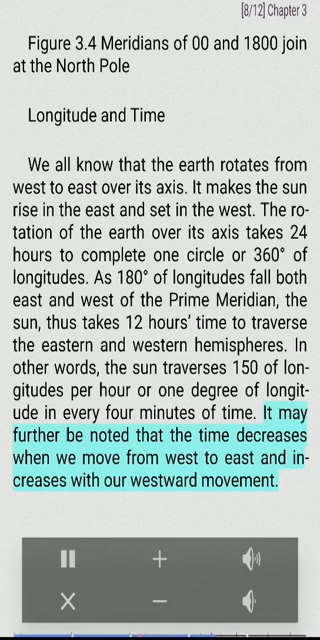 [8/12] Chapter 3
Figure 3.4 Meridians of 00 and 1800 join
at the North Pole
Longitude and Time
We all know that the earth rotates from
west to east over its axis. It makes the sun
rise in the east and set in the west. The ro-
tation of the earth over its axis takes 24
hours to complete one circle or 360° of
longitudes. As 180° of longitudes fall both
east and west of the Prime Meridian, the
sun, thus takes 12 hours' time to traverse
the eastern and western hemispheres. In
other words, the sun traverses 150 of lon-
gitudes per hour or one degree of longit-
ude in every four minutes of time. It may
further be noted that the time decreases
when we move from west to east and in-
creases with our westward movement.